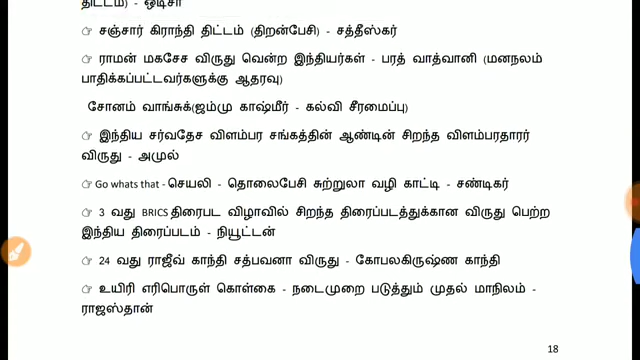 திட்டம்) - ஒடிசா
☞ சஞ்சார் கிராந்தி திட்டம் (திறன்பேசி) - சத்தீஸ்கர்
☞ ராமன் மகசேச விருது வென்ற இந்தியர்கள் - பரத் வாத்வானி (மனநலம்
பாதிக்கப்பட்டவர்களுக்கு ஆதரவு)
சோனம் வாங்சுக்(ஜம்மு காஷ்மீர் - கல்வி சீரமைப்பு)
☞ இந்திய சர்வதேச விளம்பர சங்கத்தின் ஆண்டின் சிறந்த விளம்பரதாரர்
விருது - அமுல்
☞ Go whats that - செயலி - தொலைபேசி சுற்றுலா வழி காட்டி - சண்டிகர்
☞ 3 வது BRICS திரைபட விழாவில் சிறந்த திரைப்படத்துக்கான விருது பெற்ற
இந்திய திரைப்படம் - நியூட்டன்
☞ 24 வது ராஜீவ் காந்தி சத்பவனா விருது - கோபலகிருஷ்ண காந்தி
☞ உயிரி எரிபொருள் கொள்கை - நடைமுறை படுத்தும் முதல் மாநிலம் -
ராஜஸ்தான்
18